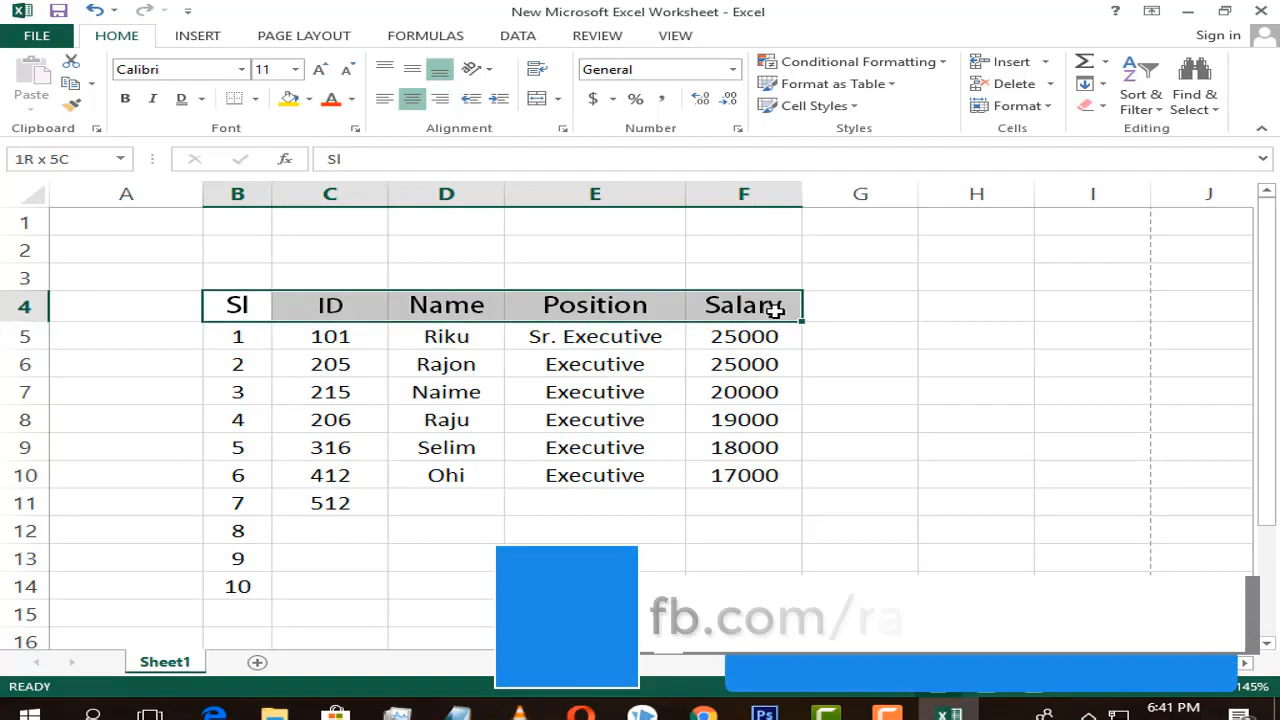 New Microsoft Excel Worksheet - Excel
FILE HOME INSERT PAGE LAYOUT FORMULAS DATA REVIEW VIEW Sign in
Calibri 11 General Conditional Formatting Insert
Paste Format as Table Delete Sort & Find &
B I D $ % , Cell Styles Format Filter Select
Clipboard Font Alignment Number Styles Cells Editing
1R x 5C fx Sl
A B C D E F G H I J
1
2
3
4 Sl ID Name Position Salary
5 1 101 Riku Sr. Executive 25000
6 2 205 Rajon Executive 25000
7 3 215 Naime Executive 20000
8 4 206 Raju Executive 19000
9 5 316 Selim Executive 18000
10 6 412 Ohi Executive 17000
11 7 512
12 8
13 9
14 10
15
fb.com/ra
16
Sheet1
READY 145%
6:41 PM